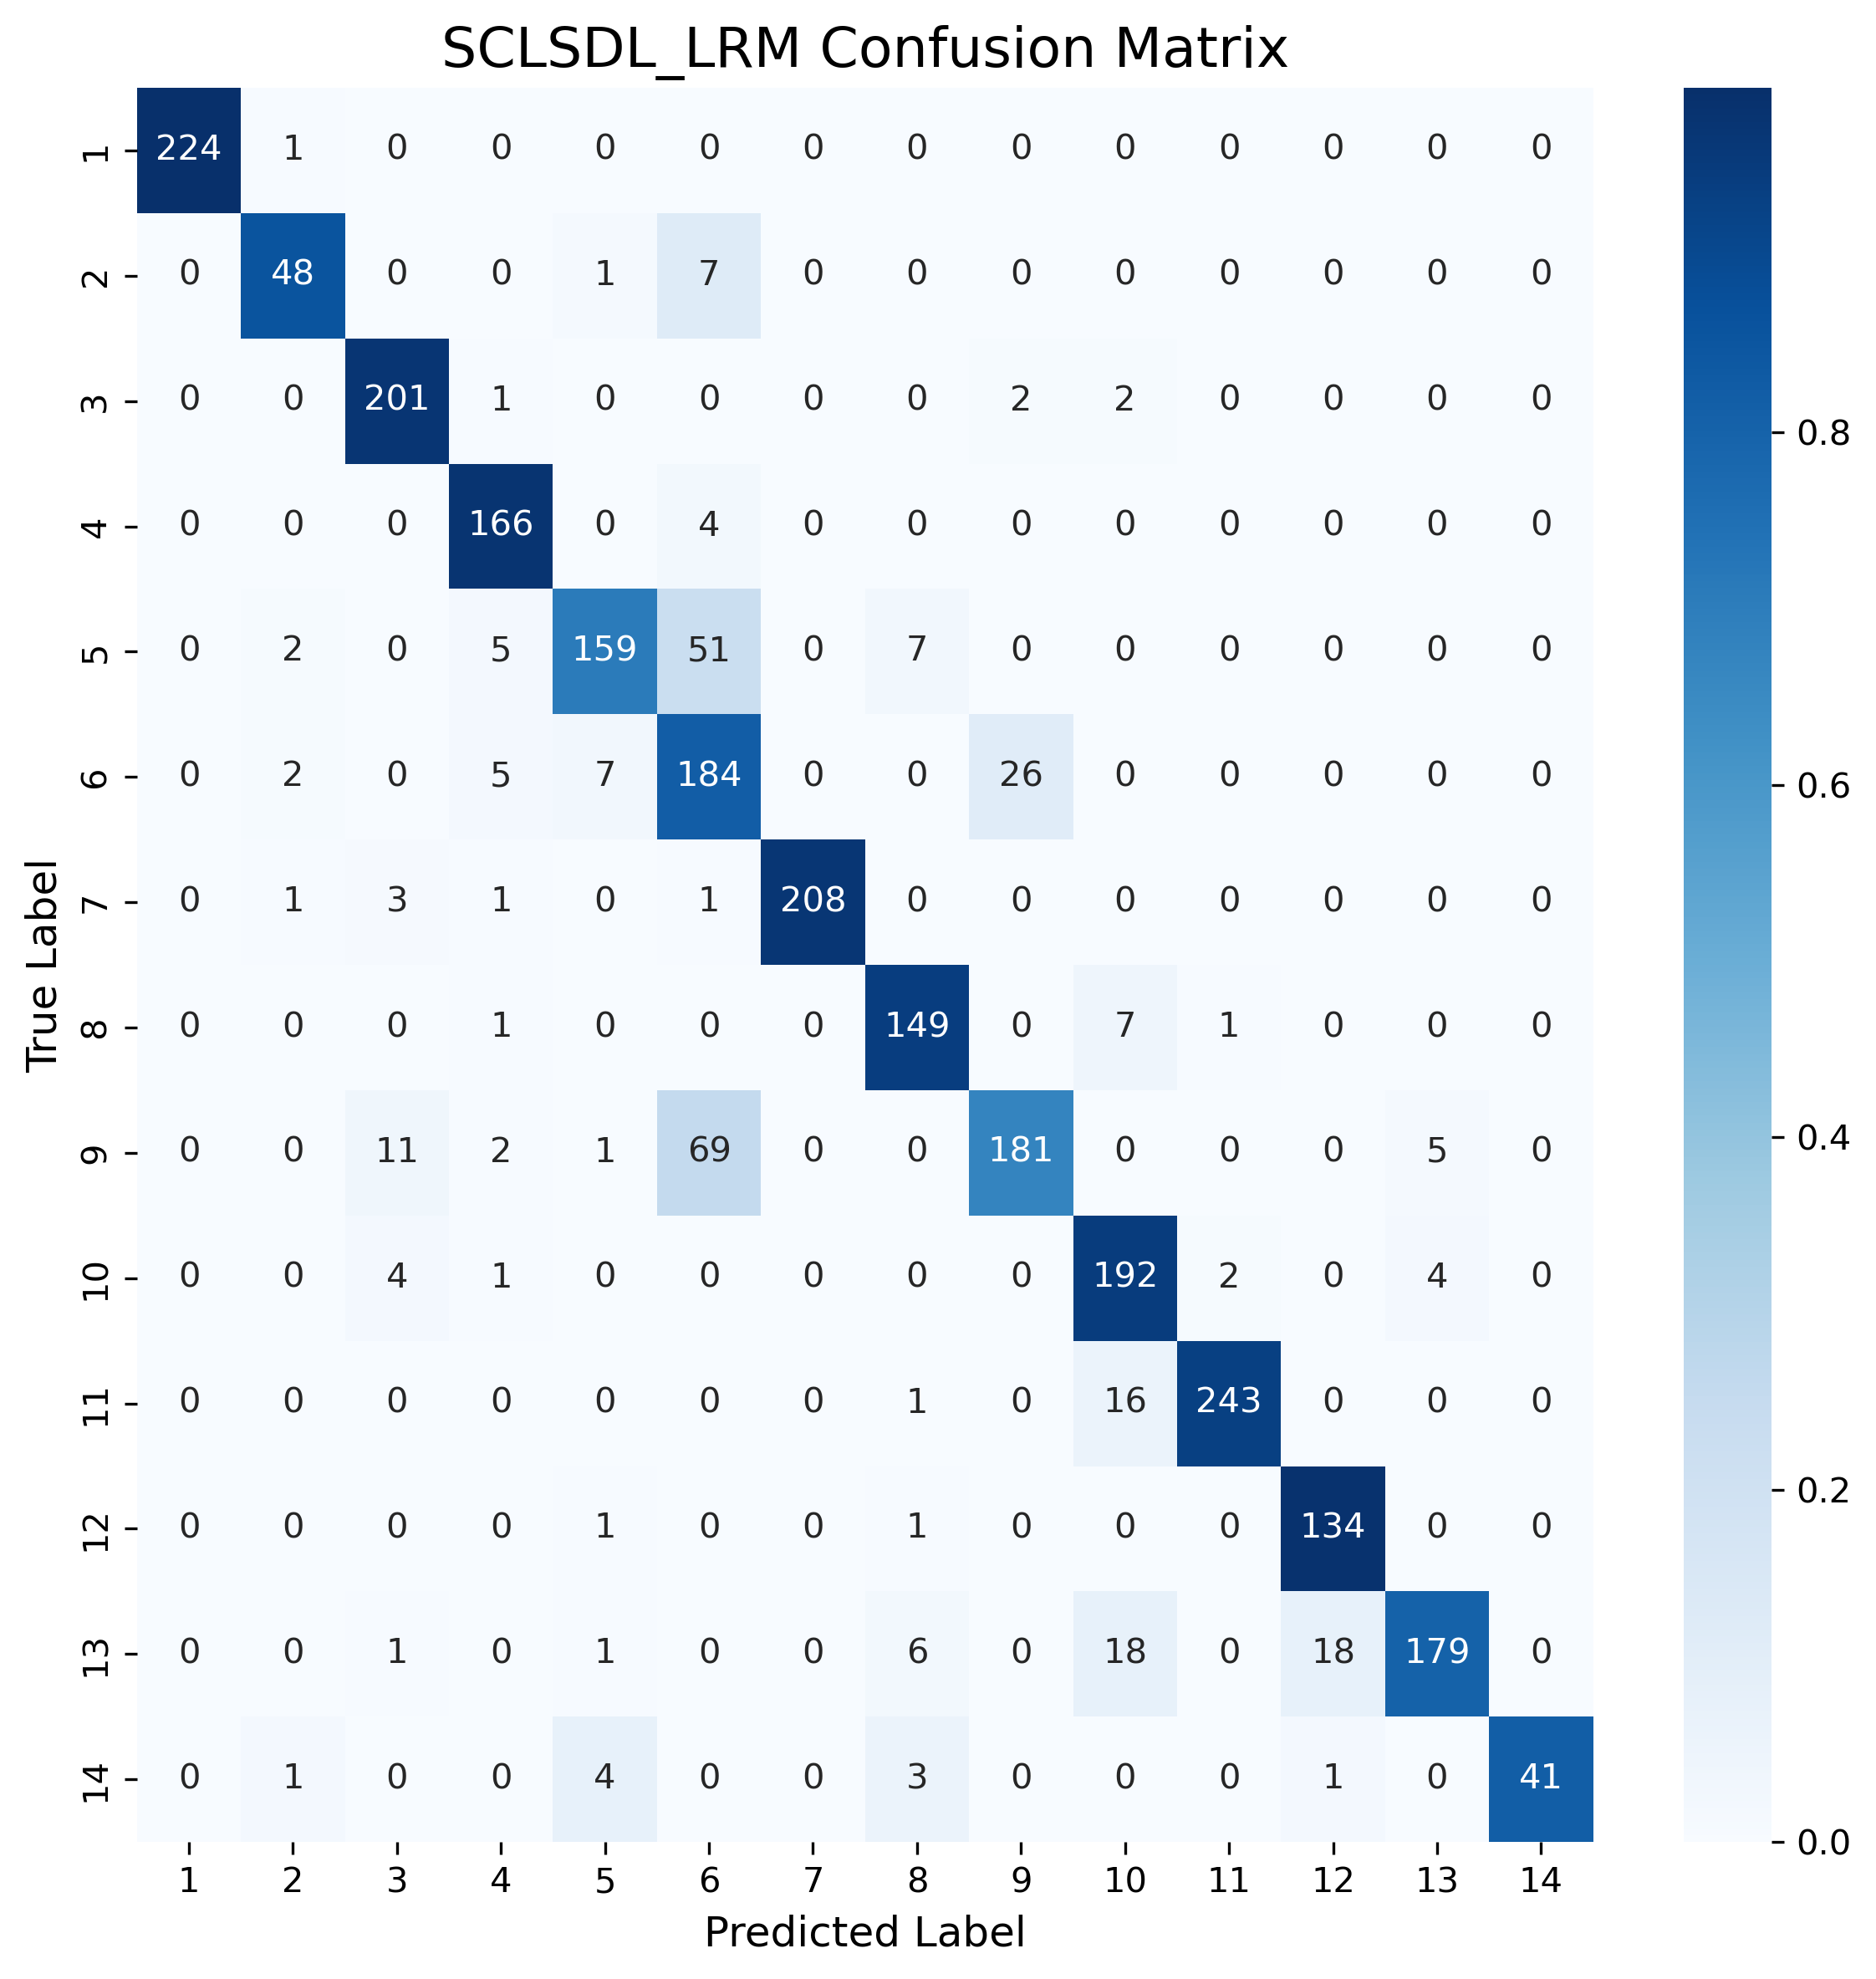 SCLSDL_LRM Confusion Matrix
1 224 1 0 0 0 0 0 0 0 0 0 0 0 0
2 0 48 0 0 1 7 0 0 0 0 0 0 0 0
3 0 0 201 1 0 0 0 0 2 2 0 0 0 0
0.8
4 0 0 0 166 0 4 0 0 0 0 0 0 0 0
5 0 2 0 5 159 51 0 7 0 0 0 0 0 0
6 0 2 0 5 7 184 0 0 26 0 0 0 0 0
0.6
7 0 1 3 1 0 1 208 0 0 0 0 0 0 0
True Label
8 0 0 0 1 0 0 0 149 0 7 1 0 0 0
9 0 0 11 2 1 69 0 0 181 0 0 0 5 0
0.4
10 0 0 4 1 0 0 0 0 0 192 2 0 4 0
11 0 0 0 0 0 0 0 1 0 16 243 0 0 0
0.2
12 0 0 0 0 1 0 0 1 0 0 0 134 0 0
13 0 0 1 0 1 0 0 6 0 18 0 18 179 0
14 0 1 0 0 4 0 0 3 0 0 0 1 0 41
0.0
1 2 3 4 5 6 7 8 9 10 11 12 13 14
Predicted Label